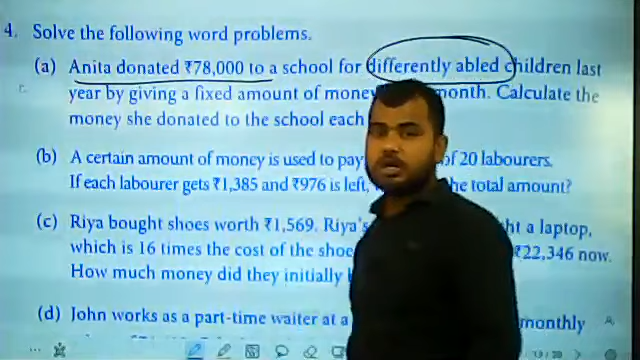 4. Solve the following word problems.
(a) Anita donated ₹78,000 to a school for differently abled children last
year by giving a fixed amount of money month. Calculate the
money she donated to the school each
(b) A certain amount of money is used to pay of 20 labourers.
If each labourer gets ₹1,385 and ₹976 is left, the total amount?
(c) Riya bought shoes worth ₹1,569. Riya's a laptop,
which is 16 times the cost of the ₹22,346 now.
How much money did they initially
(d) John works as a part-time waiter at a monthly